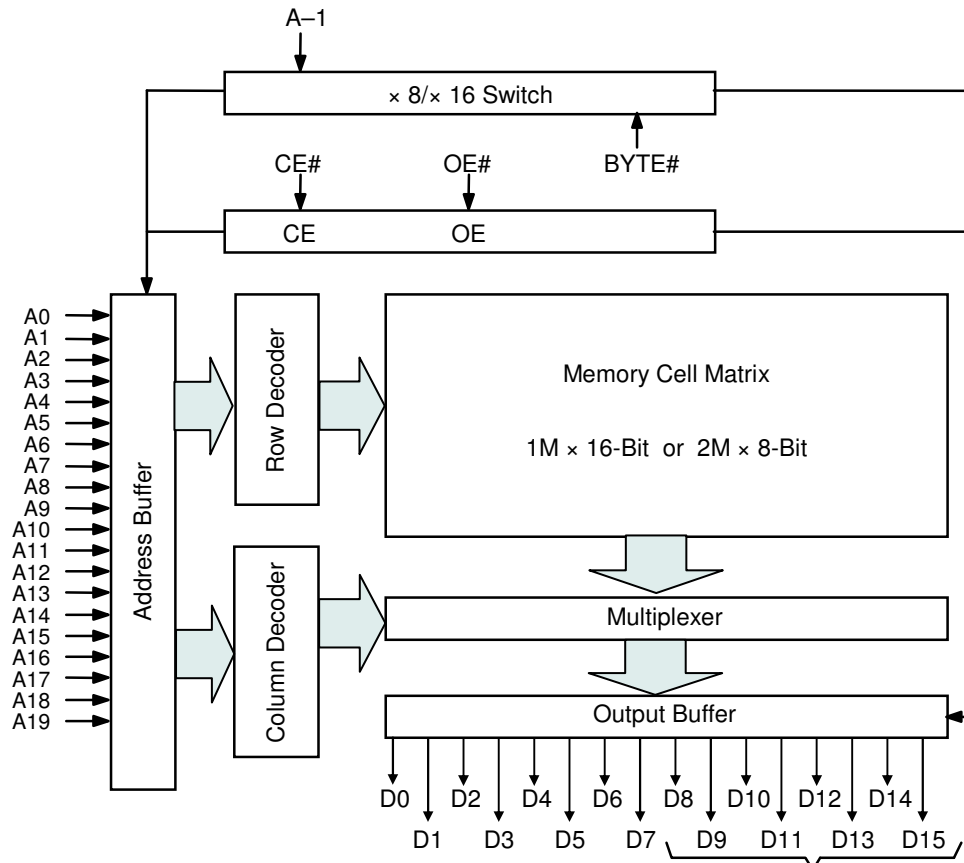 A–1
× 8/× 16 Switch
CE#
OE#
BYTE#
CE
OE
A0
A1
A2
A3
A4
A5
A6
A7
A8
A9
A10
A11
A12
A13
A14
A15
A16
A17
A18
A19
Address Buffer
Row Decoder
Column Decoder
Memory Cell Matrix
1M × 16-Bit or 2M × 8-Bit
Multiplexer
Output Buffer
D0 D2 D4 D6 D8 D10 D12 D14
D1 D3 D5 D7 D9 D11 D13 D15